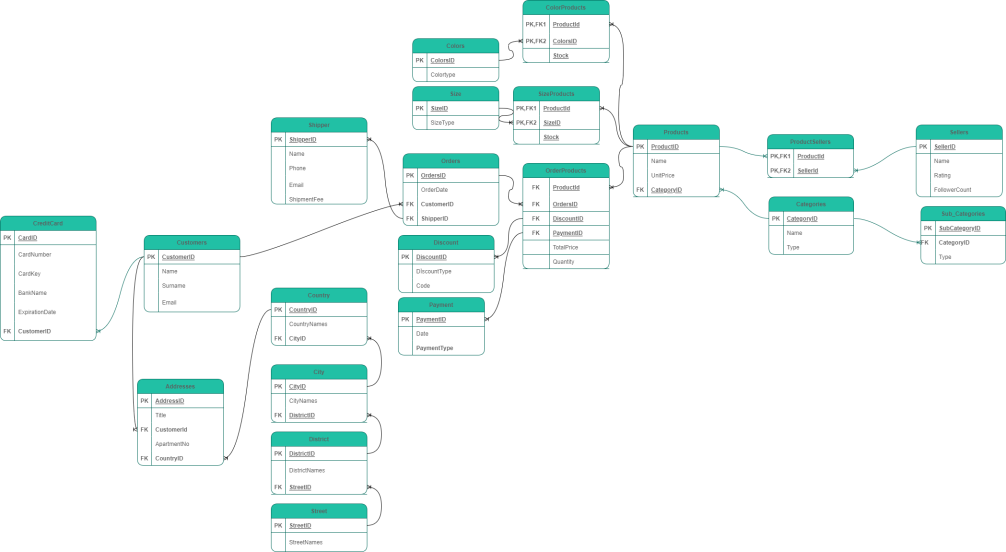 ColorProducts
PK,FK1 ProductId
PK,FK2 ColorsID
Stock
Colors
PK ColorsID
Colortype
Size
PK SizeID
SizeType
SizeProducts
PK,FK1 ProductId
PK,FK2 SizeID
Stock
Shipper
PK ShipperID
Name
Phone
Email
ShipmentFee
Orders
PK OrdersID
OrderDate
FK CustomerID
FK ShipperID
OrderProducts
FK ProductId
FK OrdersID
FK DiscountID
FK PaymentID
TotalPrice
Quantity
Products
PK ProductID
Name
UnitPrice
FK CategoryID
ProductSellers
PK,FK1 ProductId
PK,FK2 SellerId
Sellers
PK SellerID
Name
Rating
FollowerCount
Categories
PK CategoryID
Name
Type
Sub_Categories
PK SubCategoryID
FK CategoryID
Type
CreditCard
PK CardID
CardNumber
CardKey
BankName
ExpirationDate
FK CustomerID
Customers
PK CustomerID
Name
Surname
Email
Discount
PK DiscountID
DiscountType
Code
Payment
PK PaymentID
Date
PaymentType
Country
PK CountryID
CountryNames
FK CityID
City
PK CityID
CityNames
FK DistrictID
Addresses
PK AddressID
Title
FK CustomerId
ApartmentNo
FK CountryID
District
PK DistrictID
DistrictNames
FK StreetID
Street
PK StreetID
StreetNames